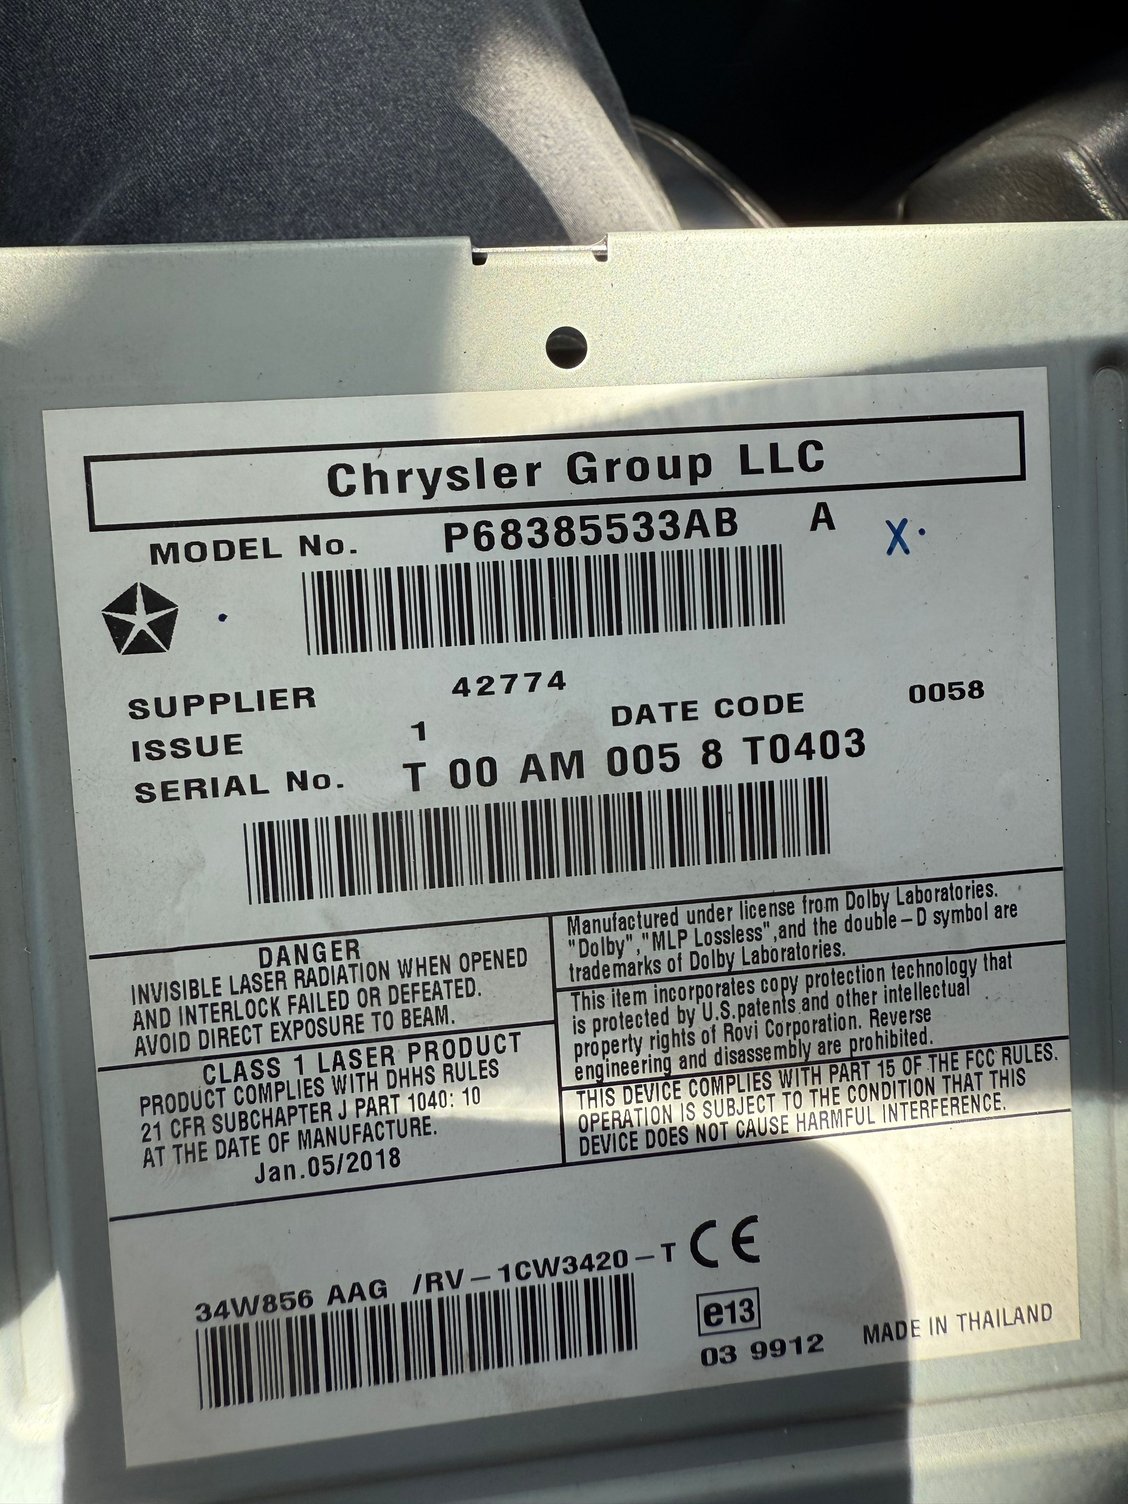 Chrysler Group LLC
MODEL No. P68385533AB A X.
SUPPLIER 42774
ISSUE 1 DATE CODE 0058
SERIAL No. T 00 AM 005 8 T0403
DANGER
INVISIBLE LASER RADIATION WHEN OPENED
AND INTERLOCK FAILED OR DEFEATED.
AVOID DIRECT EXPOSURE TO BEAM.
CLASS 1 LASER PRODUCT
PRODUCT COMPLIES WITH DHHS RULES
21 CFR SUBCHAPTER J PART 1040: 10
AT THE DATE OF MANUFACTURE.
Jan.05/2018
Manufactured under license from Dolby Laboratories.
"Dolby","MLP Lossless",and the double–D symbol are
trademarks of Dolby Laboratories.
This item incorporates copy protection technology that
is protected by U.S.patents and other intellectual
property rights of Rovi Corporation. Reverse
engineering and disassembly are prohibited.
THIS DEVICE COMPLIES WITH PART 15 OF THE FCC RULES.
OPERATION IS SUBJECT TO THE CONDITION THAT THIS
DEVICE DOES NOT CAUSE HARMFUL INTERFERENCE.
34W856 AAG /RV–1CW3420–T CE
e13
03 9912 MADE IN THAILAND